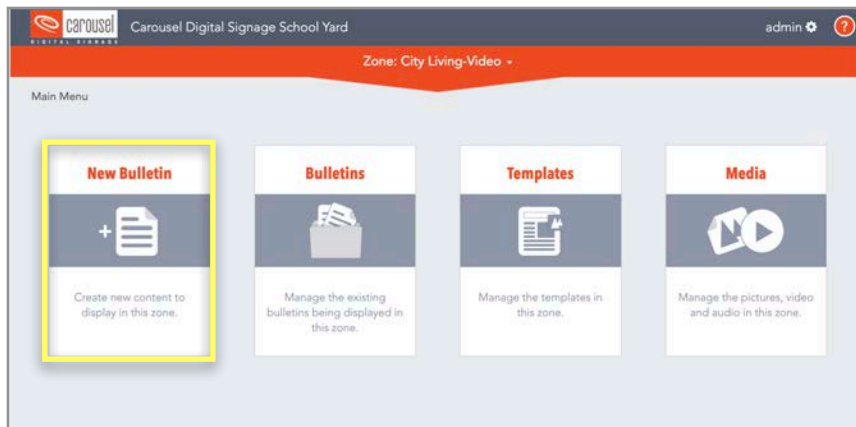 carousel
DIGITAL SIGNAGE
Carousel Digital Signage School Yard
admin
?
Zone: City Living-Video
Main Menu
New Bulletin
Create new content to
display in this zone.
Bulletins
Manage the existing
bulletins being displayed in
this zone.
Templates
Manage the templates in
this zone.
Media
Manage the pictures, video
and audio in this zone.